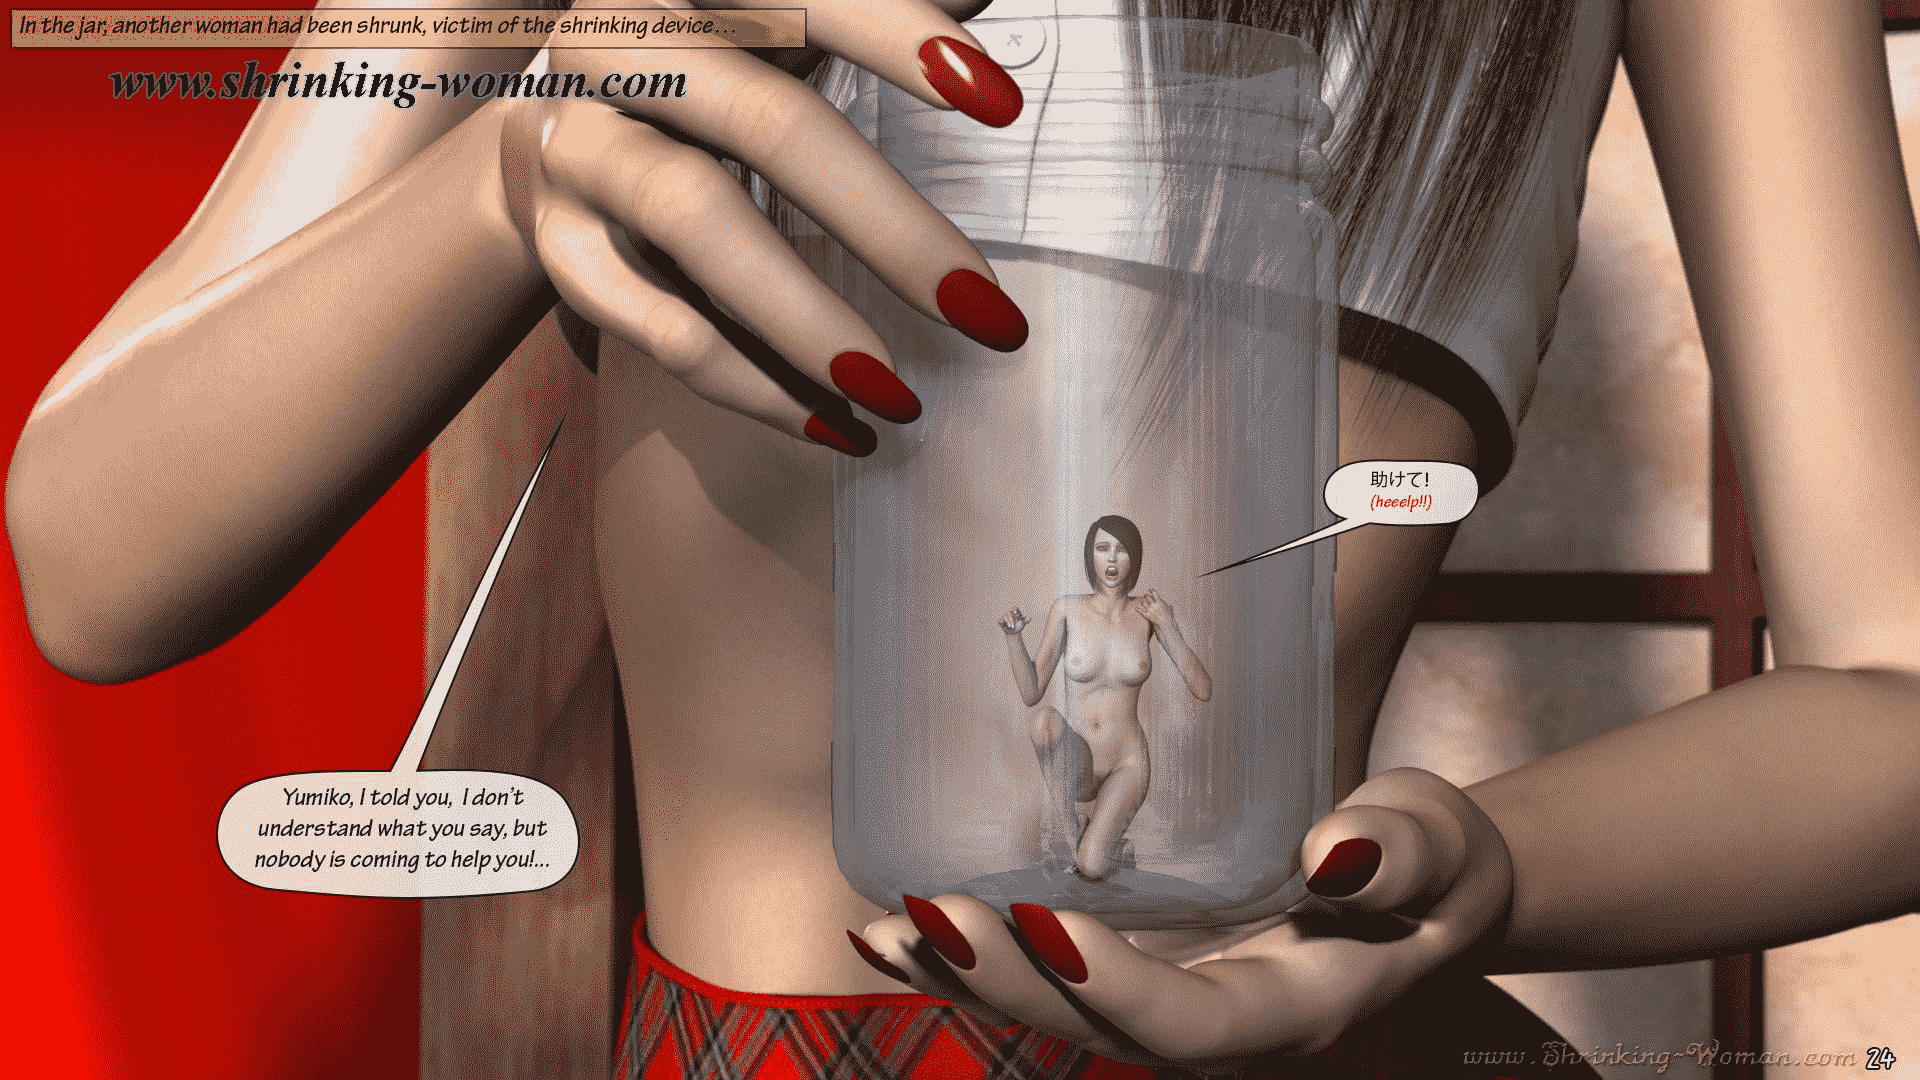 In the jar, another woman had been shrunk, victim of the shrinking device...
www.shrinking-woman.com
助けて!
(heeelp!!)
Yumiko, I told you, I don't
understand what you say, but
nobody is coming to help you!...
www.Shrinking-Woman.com 24